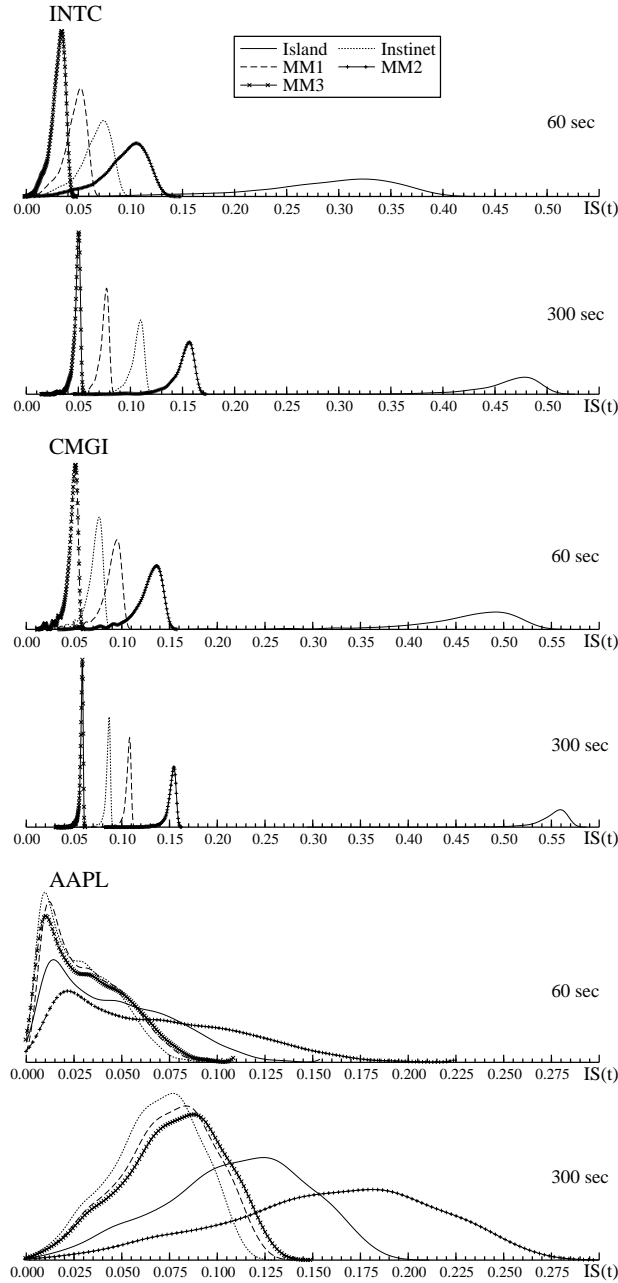 INTC
Island Instinet
MM1 MM2
MM3
60 sec
0.00 0.05 0.10 0.15 0.20 0.25 0.30 0.35 0.40 0.45 0.50 IS(t)
300 sec
0.00 0.05 0.10 0.15 0.20 0.25 0.30 0.35 0.40 0.45 0.50 IS(t)
CMGI
60 sec
0.00 0.05 0.10 0.15 0.20 0.25 0.30 0.35 0.40 0.45 0.50 0.55 IS(t)
300 sec
0.00 0.05 0.10 0.15 0.20 0.25 0.30 0.35 0.40 0.45 0.50 0.55 IS(t)
AAPL
60 sec
0.000 0.025 0.050 0.075 0.100 0.125 0.150 0.175 0.200 0.225 0.250 0.275 IS(t)
300 sec
0.000 0.025 0.050 0.075 0.100 0.125 0.150 0.175 0.200 0.225 0.250 0.275 IS(t)